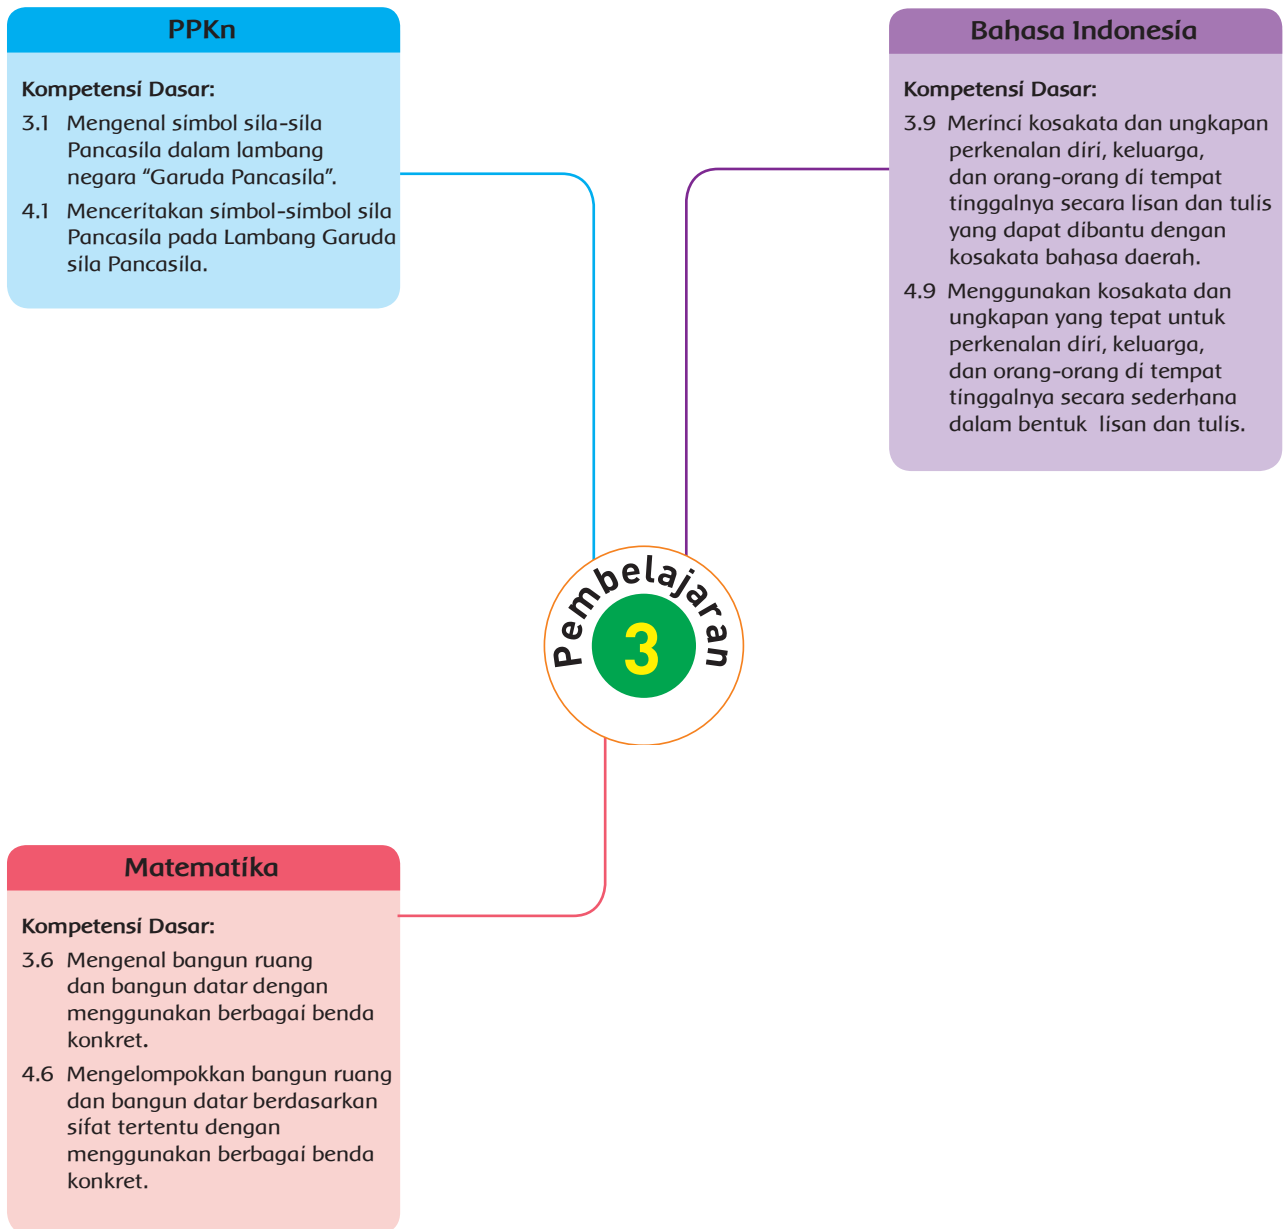 PPKn
Kompetensi Dasar:
3.1 Mengenal simbol sila-sila
Pancasila dalam lambang
negara “Garuda Pancasila”.
4.1 Menceritakan simbol-simbol sila
Pancasila pada Lambang Garuda
sila Pancasila.
Bahasa Indonesia
Kompetensi Dasar:
3.9 Merinci kosakata dan ungkapan
perkenalan diri, keluarga,
dan orang-orang di tempat
tinggalnya secara lisan dan tulis
yang dapat dibantu dengan
kosakata bahasa daerah.
4.9 Menggunakan kosakata dan
ungkapan yang tepat untuk
perkenalan diri, keluarga,
dan orang-orang di tempat
tinggalnya secara sederhana
dalam bentuk lisan dan tulis.
Pembelajaran
3
Matematika
Kompetensi Dasar:
3.6 Mengenal bangun ruang
dan bangun datar dengan
menggunakan berbagai benda
konkret.
4.6 Mengelompokkan bangun ruang
dan bangun datar berdasarkan
sifat tertentu dengan
menggunakan berbagai benda
konkret.